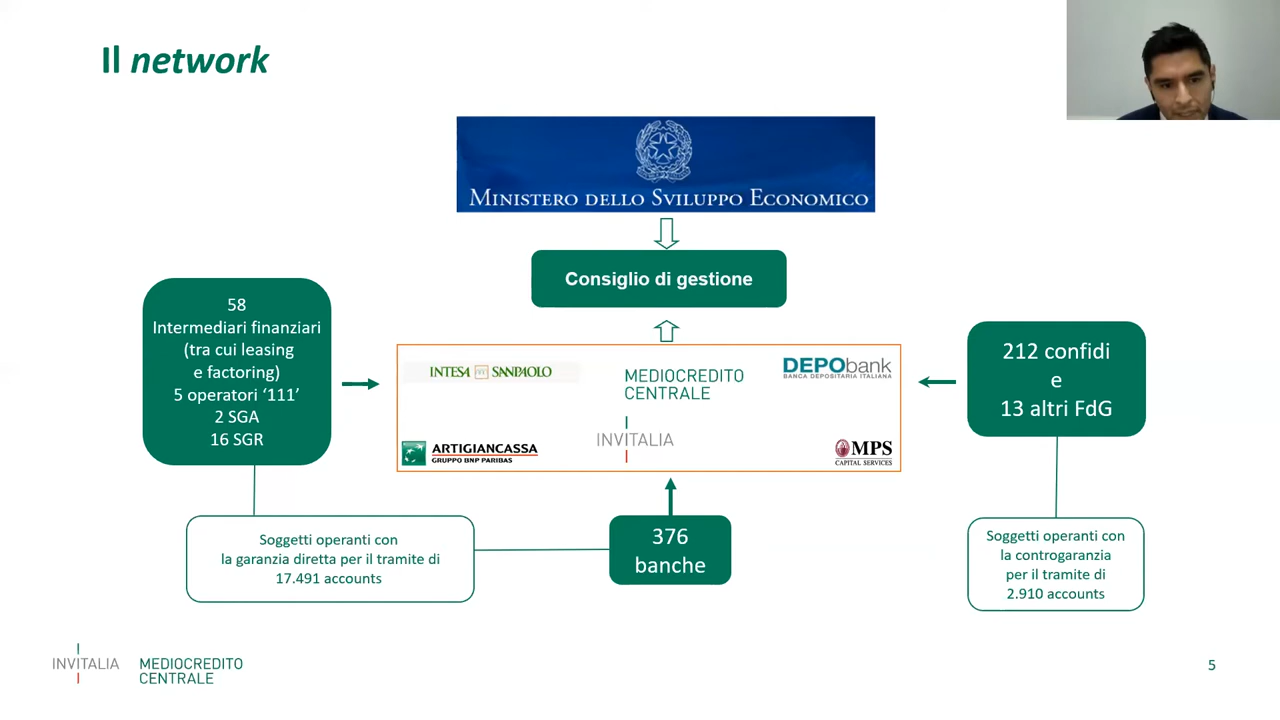 Il network
MINISTERO DELLO SVILUPPO ECONOMICO
Consiglio di gestione
58
Intermediari finanziari
(tra cui leasing
e factoring)
5 operatori ‘111’
2 SGA
16 SGR
INTESA SANPAOLO
MEDIOCREDITO
CENTRALE
INVITALIA
DEPObank
BANCA DEPOSITARIA ITALIANA
ARTIGIANCASSA
GRUPPO BNP PARIBAS
MPS
CAPITAL SERVICES
212 confidi
e
13 altri FdG
Soggetti operanti con
la garanzia diretta per il tramite di
17.491 accounts
376
banche
Soggetti operanti con
la controgaranzia
per il tramite di
2.910 accounts
INVITALIA
MEDIOCREDITO
CENTRALE
5